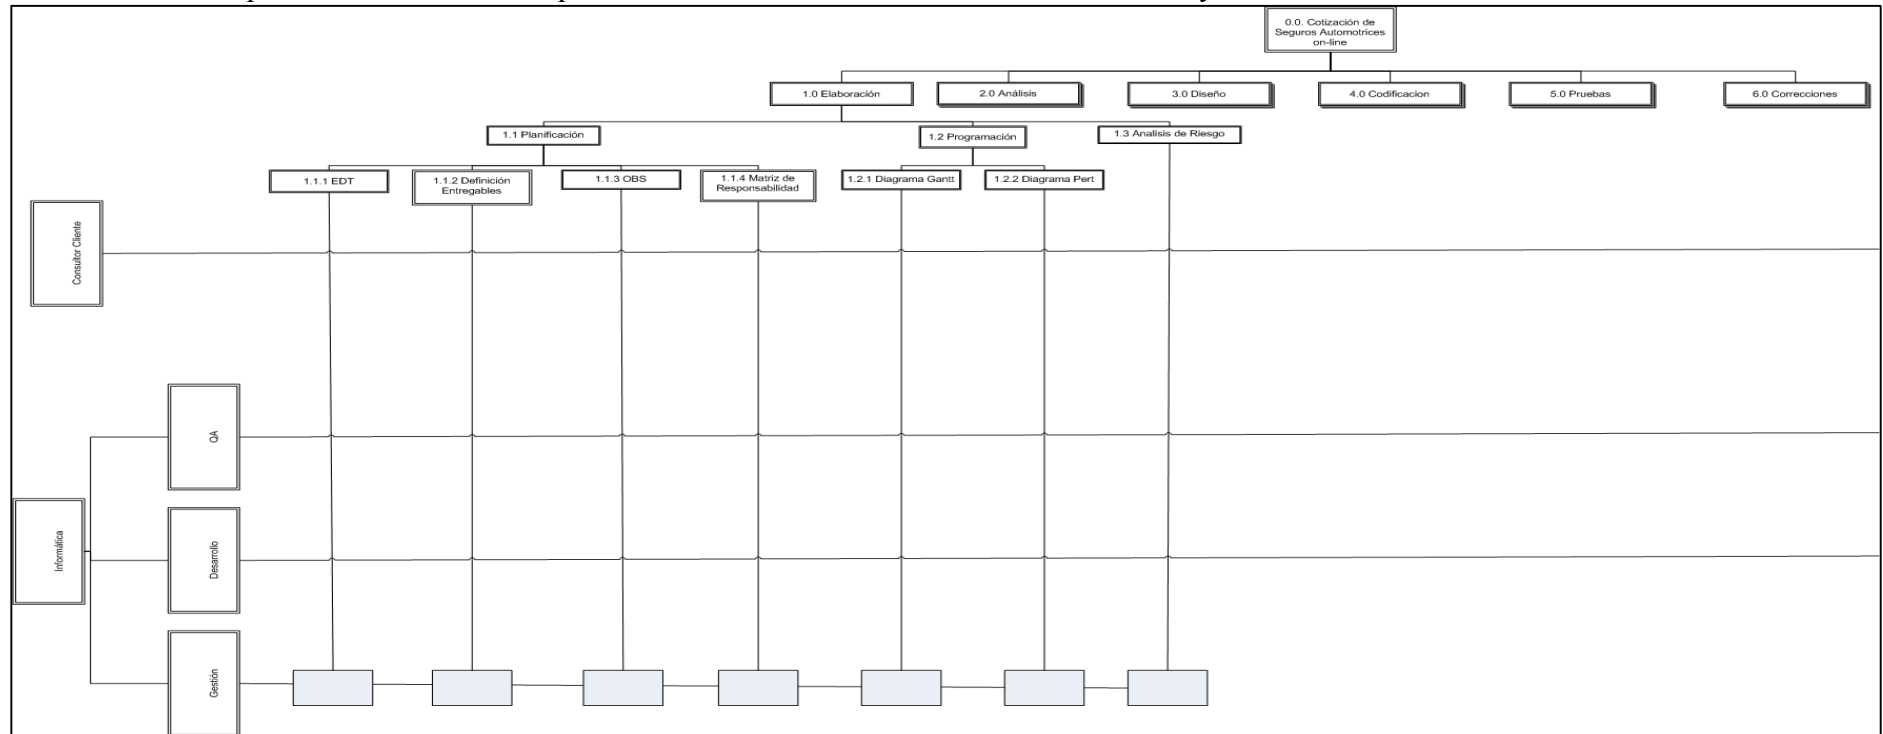 0.0. Cotización de
Seguros Automotrices
on-line
1.0 Elaboración
2.0 Análisis
3.0 Diseño
4.0 Codificacion
5.0 Pruebas
6.0 Correcciones
1.1 Planificación
1.2 Programación
1.3 Analisis de Riesgo
1.1.1 EDT
1.1.2 Definición
Entregables
1.1.3 OBS
1.1.4 Matriz de
Responsabilidad
1.2.1 Diagrama Gantt
1.2.2 Diagrama Pert
Consultor Cliente
QA
Informática
Desarrollo
Gestión